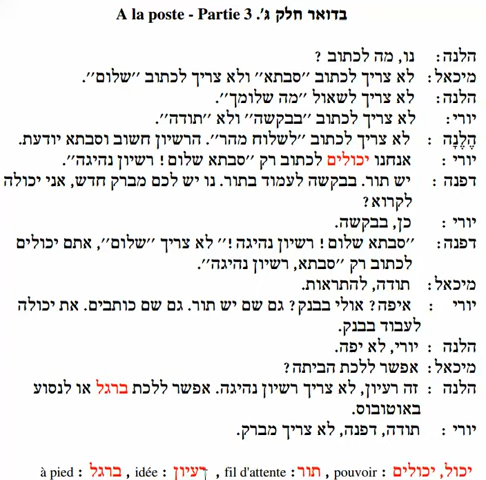 בדואר חלק ג'. A la poste - Partie 3
הלנה: נו, מה לכתוב ?
מיכאל: לא צריך לכתוב ״סבתא״ ולא צריך לכתוב ״שלום״.
הלנה: לא צריך לשאול ״מה שלומך״.
יורי: לא צריך לכתוב ״בבקשה״ ולא ״תודה״.
הֶלֶנָה : לא צריך לכתוב ״לשלוח מהר״. הרשיון חשוב וסבתא יודעת.
יורי : אנחנו יכולים לכתוב רק ״סבתא שלום ! רשיון נהיגה״.
דפנה : יש תור. בבקשה לעמוד בתור. נו יש לכם מברק חדש, אני יכולה
לקרוא?
יורי : כן, בבקשה.
דפנה: ״סבתא שלום ! רשיון נהיגה !״ לא צריך ״שלום״, אתם יכולים
לכתוב רק ״סבתא, רשיון נהיגה״.
מיכאל: תודה, להתראות.
יורי : איפה ? אולי בבנק? גם שם יש תור. גם שם כותבים. את יכולה
לעבוד בבנק.
הלנה : יורי, לא יפה.
מיכאל: אפשר ללכת הביתה?
הלנה : זה רעיון, לא צריך רשיון נהיגה. אפשר ללכת ברגל או לנסוע
באוטובוס.
יורי : תודה, דפנה, לא צריך מברק.
יכול, יכולים : pouvoir , תור : fil d'attente , רעיון : idée , ברגל : à pied